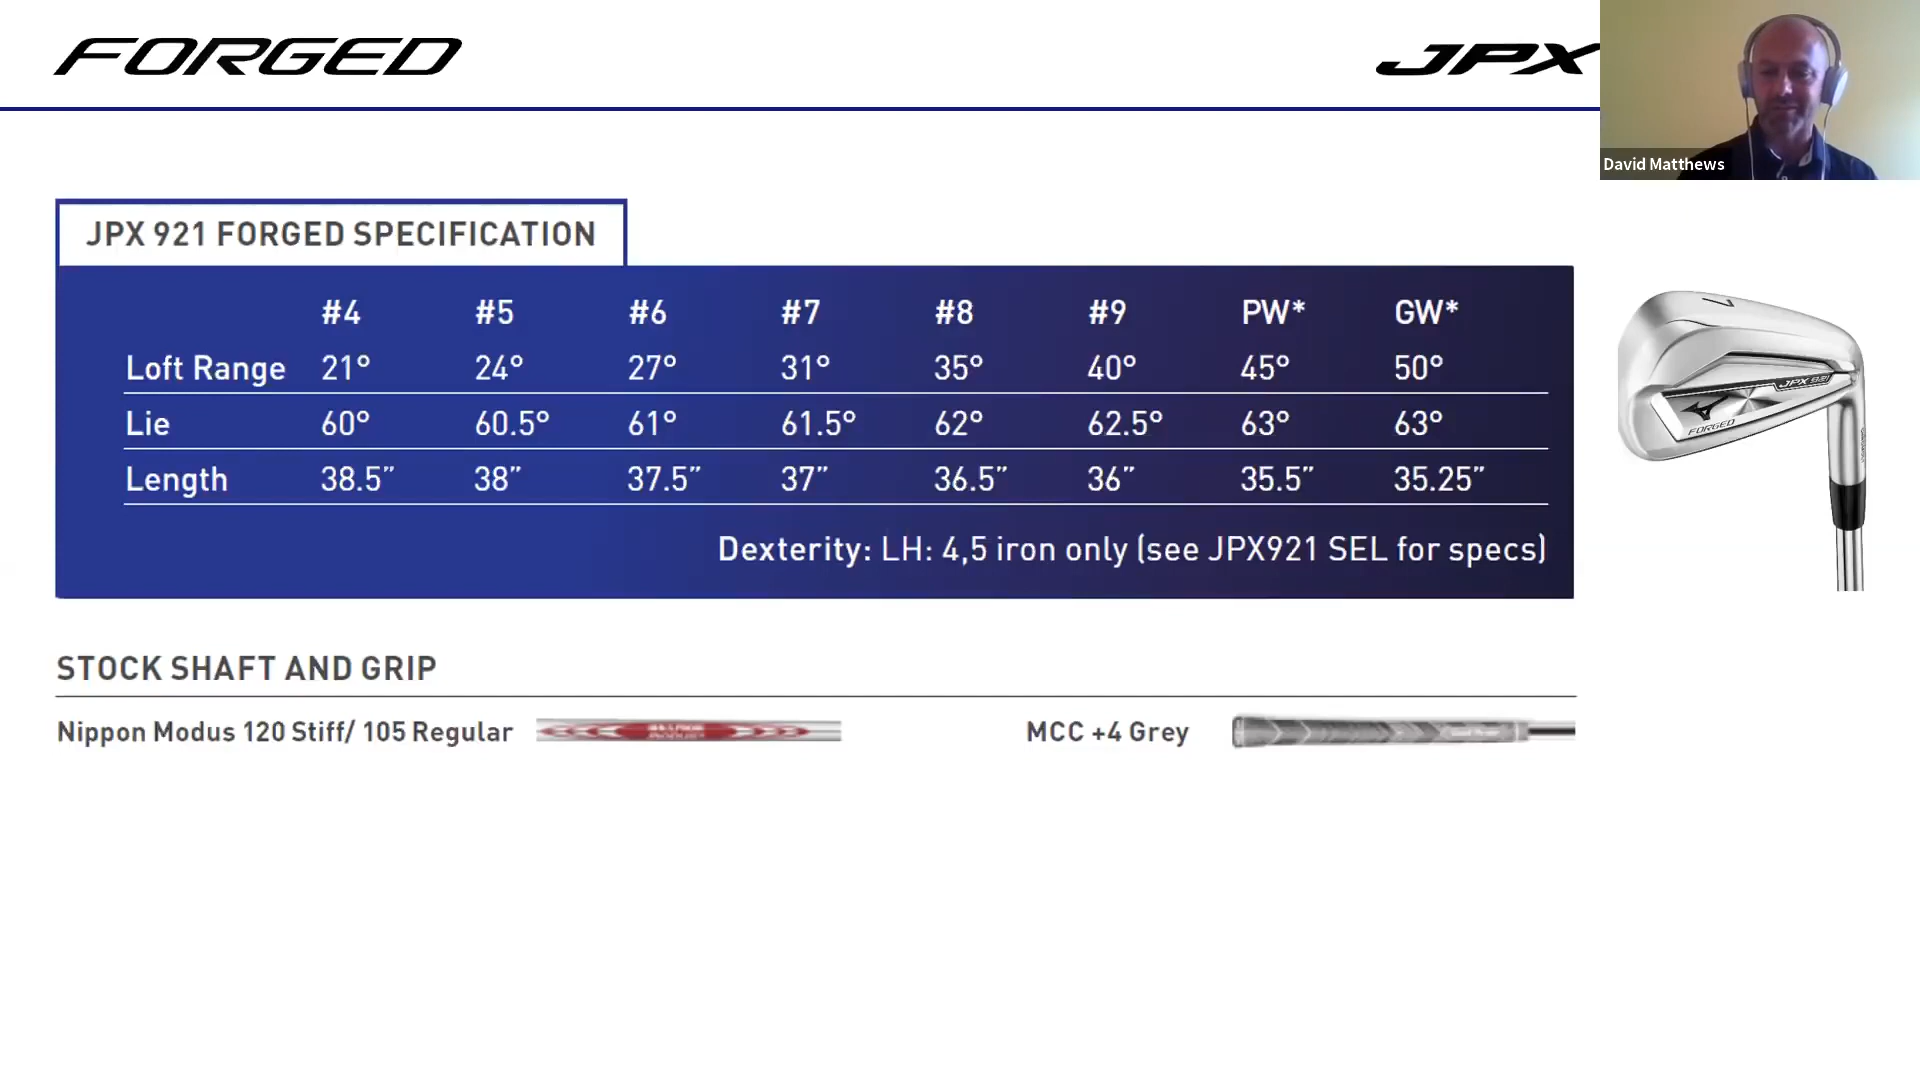 FORGED
JPX
David Matthews
JPX 921 FORGED SPECIFICATION
#4 #5 #6 #7 #8 #9 PW* GW*
Loft Range 21° 24° 27° 31° 35° 40° 45° 50°
Lie 60° 60.5° 61° 61.5° 62° 62.5° 63° 63°
Length 38.5” 38” 37.5” 37” 36.5” 36” 35.5” 35.25”
Dexterity: LH: 4,5 iron only (see JPX921 SEL for specs)
7
JPX 921
FORGED
STOCK SHAFT AND GRIP
Nippon Modus 120 Stiff/ 105 Regular
MCC +4 Grey